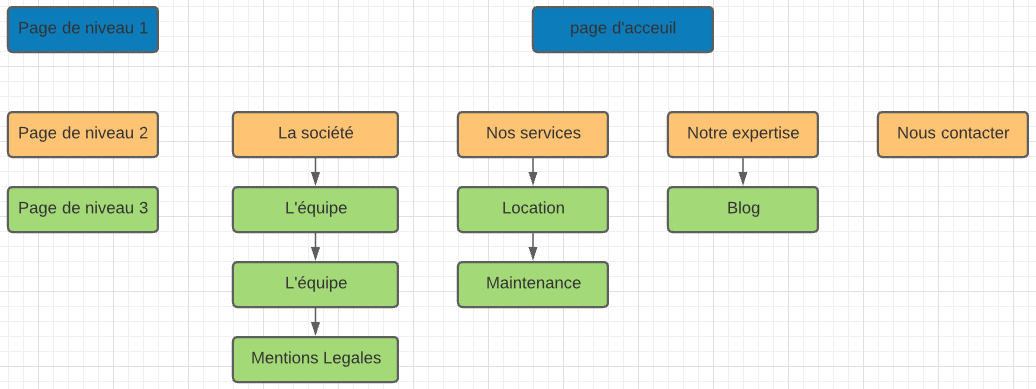 Page de niveau 1
page d'acceuil
Page de niveau 2
La société
Nos services
Notre expertise
Nous contacter
Page de niveau 3
L'équipe
Location
Blog
L'équipe
Maintenance
Mentions Legales